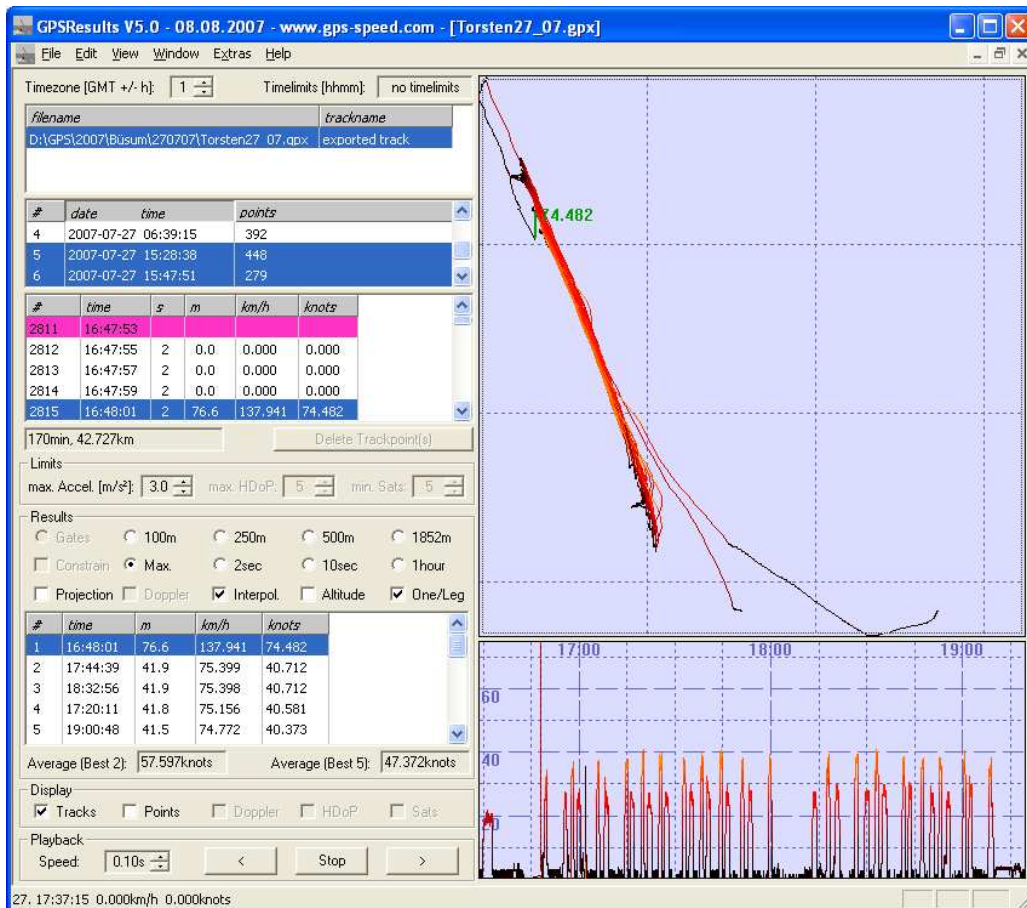 GPSResults V5.0 - 08.08.2007 - www.gps-speed.com - [Torsten27_07.gpx]
File Edit View Window Extras Help
Timezone [GMT +/- h]: 1 Timelimits [hhmm]: no timelimits
filename trackname
D:\GPS\2007\Büsum\270707\Torsten27_07.gpx exported track
# date time points
4 2007-07-27 06:39:15 392
5 2007-07-27 15:28:38 448
6 2007-07-27 15:47:51 279
# time s m km/h knots
2811 16:47:53
2812 16:47:55 2 0.0 0.000 0.000
2813 16:47:57 2 0.0 0.000 0.000
2814 16:47:59 2 0.0 0.000 0.000
2815 16:48:01 2 76.6 137.941 74.482
170min, 42.727km Delete Trackpoint(s)
Limits
max. Accel. [m/s²]: 3.0 max. HDoP: 5 min. Sats: 5
Results
Gates 100m 250m 500m 1852m
Constrain Max. 2sec 10sec 1hour
Projection Doppler Interpol. Altitude One/Leg
# time m km/h knots
1 16:48:01 76.6 137.941 74.482
2 17:44:39 41.9 75.399 40.712
3 18:32:56 41.9 75.398 40.712
4 17:20:11 41.8 75.156 40.581
5 19:00:48 41.5 74.772 40.373
Average (Best 2): 57.597knots Average (Best 5): 47.372knots
Display
Tracks Points Doppler HDoP Sats
Playback
Speed: 0.10s < Stop >
27. 17:37:15 0.000km/h 0.000knots
74.482
17:00 18:00 19:00
60
40
20